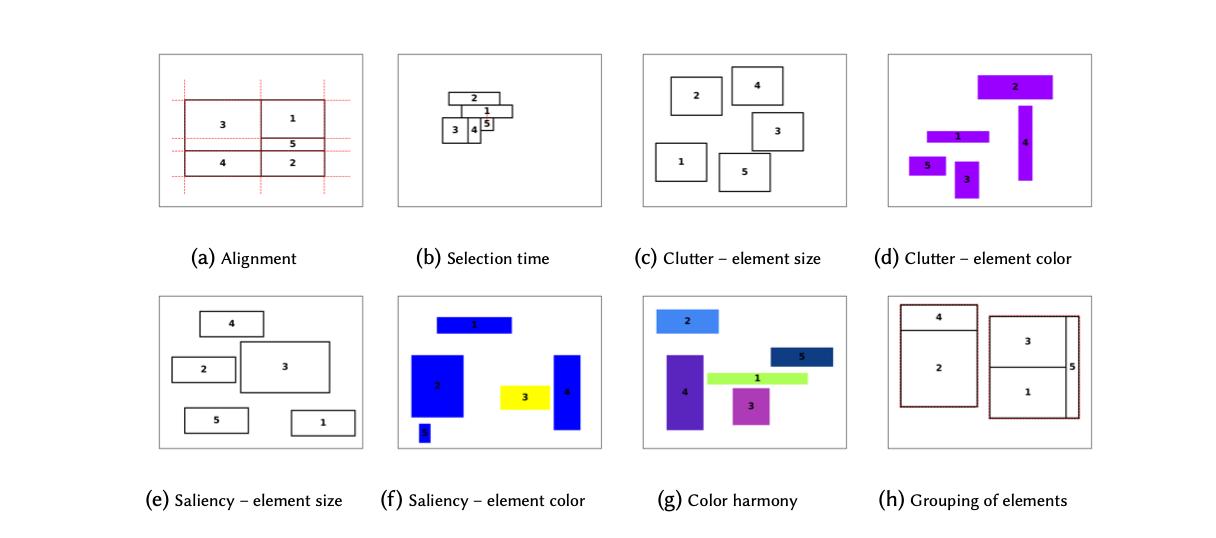 3 1
5
4 2
2
1
3 4 5
2 4
3
1 5
2
1 4
5 3
(a) Alignment
(b) Selection time
(c) Clutter – element size
(d) Clutter – element color
4
2 3
5 1
1
2 3 4
5
2
5
4 1
3
4
2 3
1 5
(e) Saliency – element size
(f) Saliency – element color
(g) Color harmony
(h) Grouping of elements